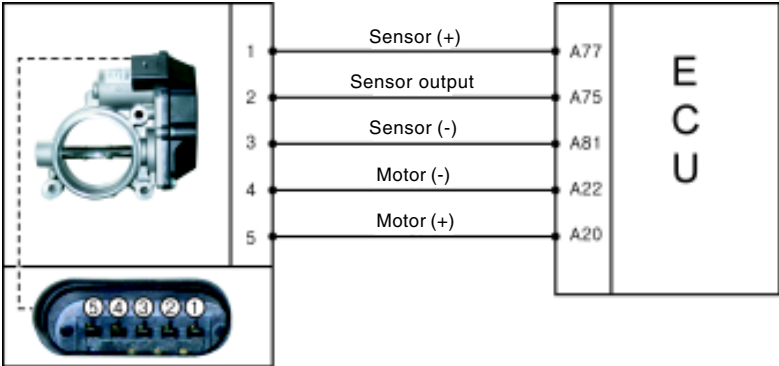 1 Sensor (+) A77
2 Sensor output A75
3 Sensor (-) A81
4 Motor (-) A22
5 Motor (+) A20
E
C
U
⑤ ④ ③ ② ①